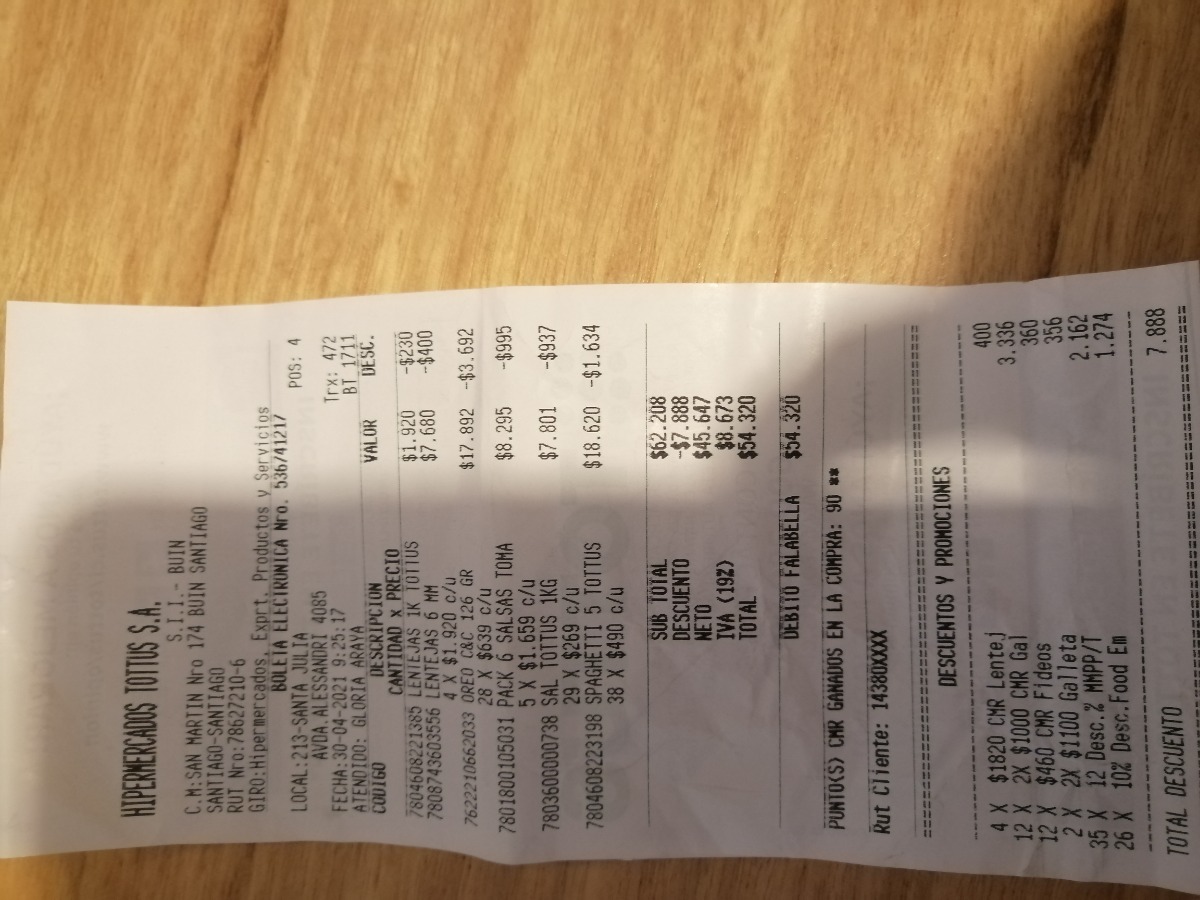 HIPERMERCADOS TOTTUS S.A.
S.I.I.- BUIN
C.M:SAN MARTIN Nro 174 BUIN SANTIAGO
SANTIAGO-SANTIAGO
RUT Nro:78627210-6
GIRO:Hipermercados, Exprt, Productos y Servicios
BOLETA ELECTRONICA Nro. 536741217
LOCAL:213-SANTA JULIA POS: 4
AVDA.ALESSANDRI 4085
FECHA:30-04-2021 9:25:17 Trx: 472
ATENDIDO: GLORIA ARAYA BT 1711
CODIGO DESCRIPCION VALOR DESC.
CANTIDAD x PRECIO
7804608221385 LENTEJAS 1K TOTTUS $1.920 -$230
7808743603556 LENTEJAS 6 MM $7.680 -$400
4 X $1.920 c/u
7622210662033 OREO C&C 126 GR $17.892 -$3.692
28 X $639 c/u
7801800105031 PACK 6 SALSAS TOMA $8.295 -$995
5 X $1.659 c/u
7803600000738 SAL TOTTUS 1KG $7.801 -$937
29 X $269 c/u
7804608223198 SPAGHETTI 5 TOTTUS $18.620 -$1.634
38 X $490 c/u
SUB TOTAL $62.208
DESCUENTO -$7.888
NETO $45.647
IVA (19%) $8.673
TOTAL $54.320
DEBITO FALABELLA $54.320
PUNTO(S) CMR GANADOS EN LA COMPRA: 90 **
Rut Cliente: 14380XXXX
DESCUENTOS Y PROMOCIONES
4 X $1820 CMR Lentej 400
12 X 2X $1000 CMR Gal 3.336
12 X $460 CMR Fideos 360
2 X 2X $1100 Galleta 356
35 X 12 Desc.% MMPP/T 2.162
26 X 10% Desc.Food Em 1.274
TOTAL DESCUENTO 7.888